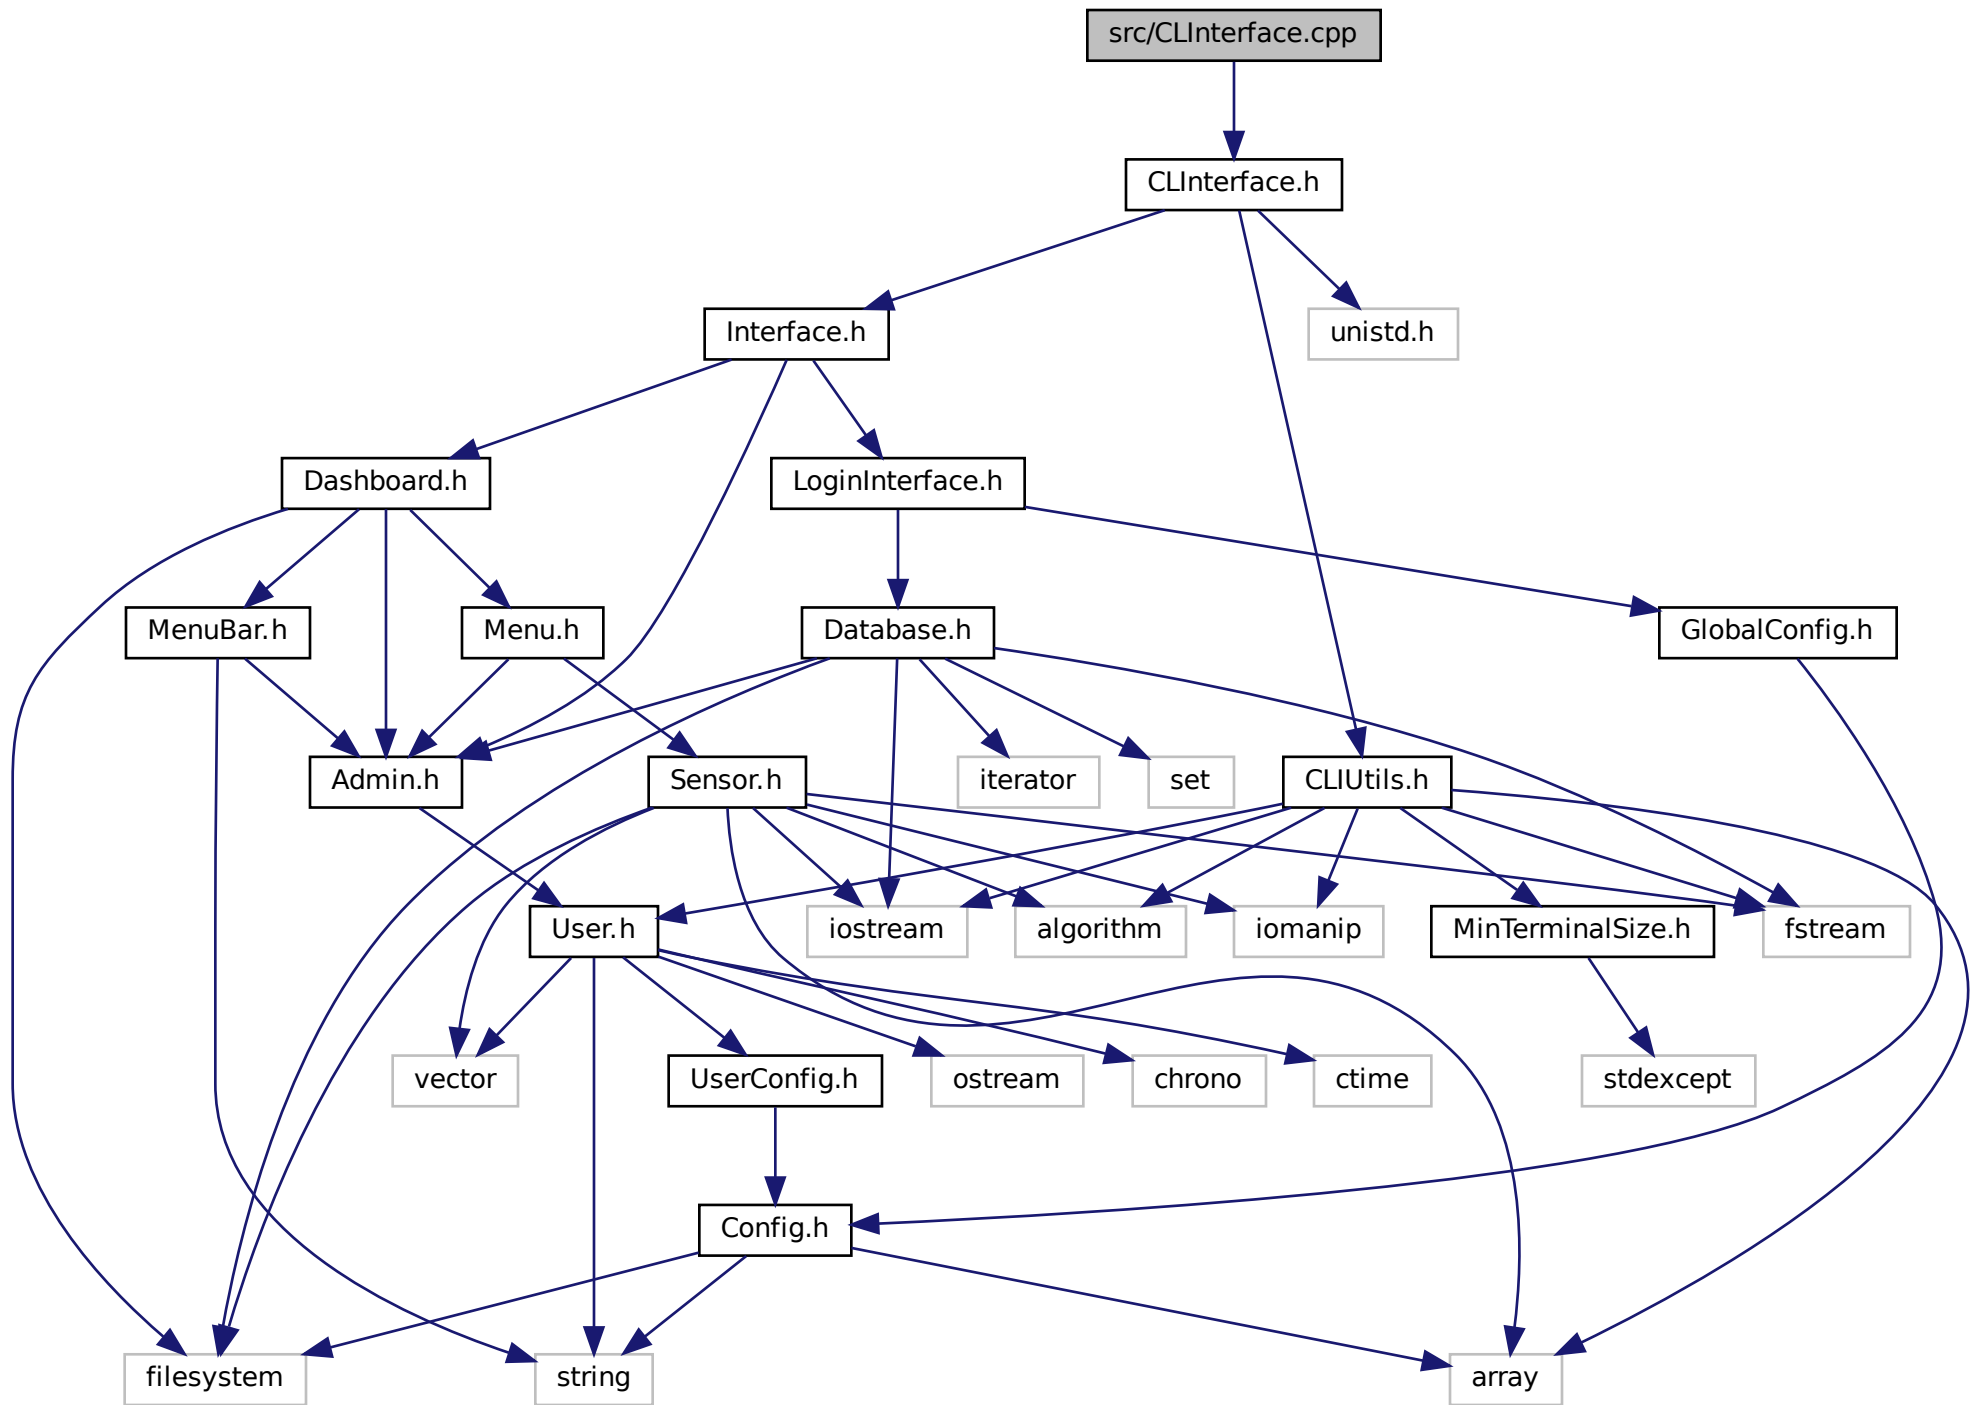 src/CLInterface.cpp
CLInterface.h
Interface.h
unistd.h
Dashboard.h
LoginInterface.h
MenuBar.h
Menu.h
Database.h
GlobalConfig.h
Admin.h
Sensor.h
iterator
set
CLIUtils.h
User.h
iostream
algorithm
iomanip
MinTerminalSize.h
fstream
vector
UserConfig.h
ostream
chrono
ctime
stdexcept
Config.h
filesystem
string
array